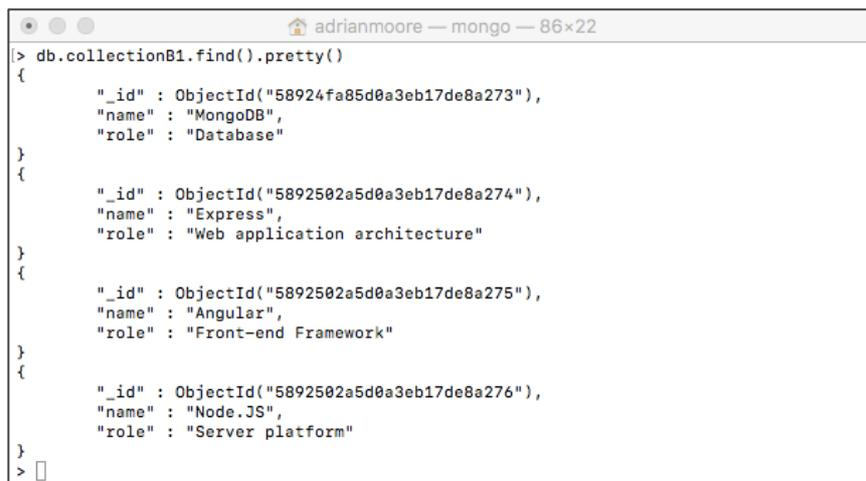 adrianmoore — mongo — 86×22
[> db.collectionB1.find().pretty()
{
        "_id" : ObjectId("58924fa85d0a3eb17de8a273"),
        "name" : "MongoDB",
        "role" : "Database"
}
{
        "_id" : ObjectId("5892502a5d0a3eb17de8a274"),
        "name" : "Express",
        "role" : "Web application architecture"
}
{
        "_id" : ObjectId("5892502a5d0a3eb17de8a275"),
        "name" : "Angular",
        "role" : "Front-end Framework"
}
{
        "_id" : ObjectId("5892502a5d0a3eb17de8a276"),
        "name" : "Node.JS",
        "role" : "Server platform"
}
>